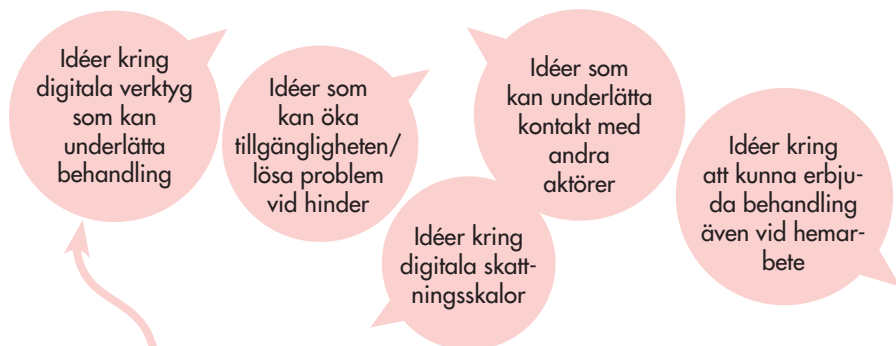 Idéer kring
digitala verktyg
som kan
underlätta
behandling
Idéer som
kan öka
tillgängligheten/
lösa problem
vid hinder
Idéer som
kan underlätta
kontakt med
andra
aktörer
Idéer kring
digitala skatt-
ningsskalor
Idéer kring
att kunna erbju-
da behandling
även vid hemar-
bete